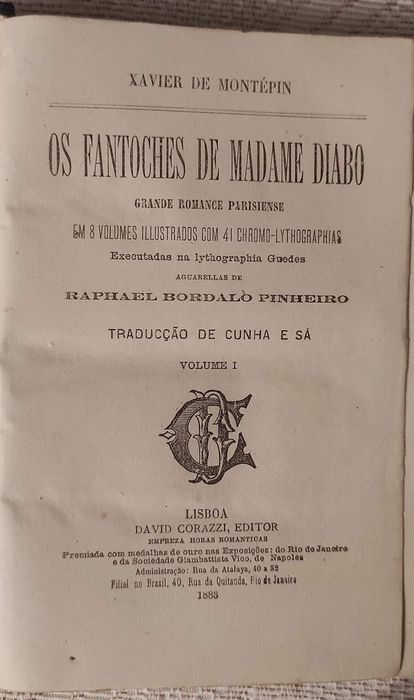 XAVIER DE MONTÉPIN
OS FANTOCHES DE MADAME DIABO
GRANDE ROMANCE PARISIENSE
EM 8 VOLUMES ILLUSTRADOS COM 41 CHROMO-LYTHOGRAPHIAS
Executadas na lythographia Guedes
AGUARELLAS DE
RAPHAEL BORDALO PINHEIRO
TRADUCÇÃO DE CUNHA E SÁ
VOLUME I
LISBOA
DAVID CORAZZI, EDITOR
EMPREZA HORAS ROMANTICAS
Premiada com medalhas de ouro nas Exposições: do Rio de Janeiro
e da Sociedade Giambattista Vico, de Napoles
Administração: Rua da Atalaya, 40 a 52
Filial no Brazil, 40, Rua da Quitanda, Rio de Janeiro
1883